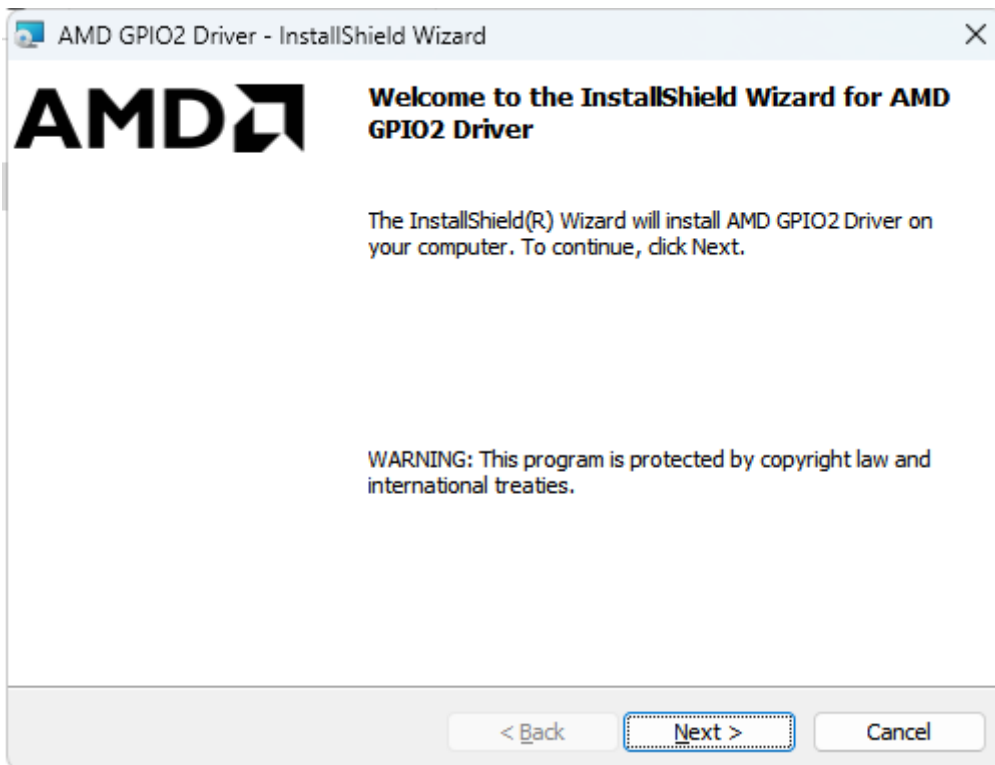 AMD GPIO2 Driver - InstallShield Wizard
AMD
Welcome to the InstallShield Wizard for AMD
GPIO2 Driver
The InstallShield(R) Wizard will install AMD GPIO2 Driver on
your computer. To continue, click Next.
WARNING: This program is protected by copyright law and
international treaties.
< Back
Next >
Cancel